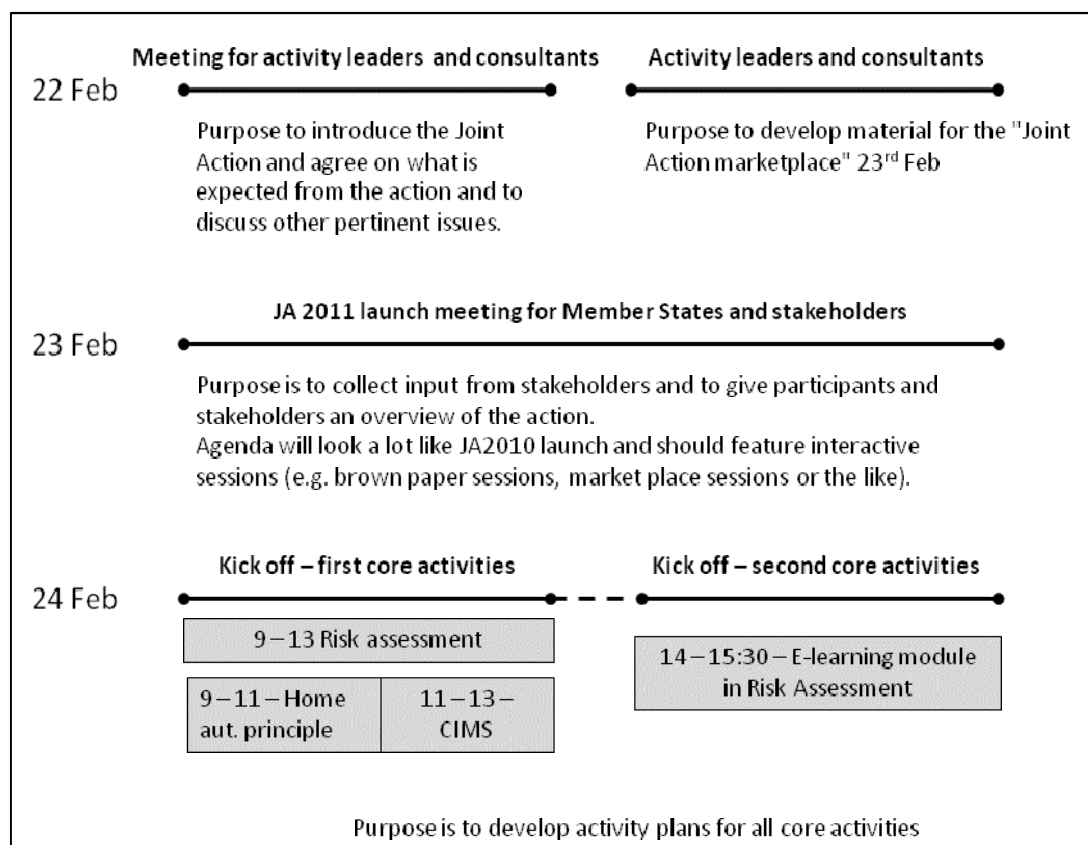 Meeting for activity leaders and consultants
Activity leaders and consultants
22 Feb
Purpose to introduce the Joint
Action and agree on what is
expected from the action and to
discuss other pertinent issues.
Purpose to develop material for the "Joint
Action marketplace" 23rd Feb
JA 2011 launch meeting for Member States and stakeholders
23 Feb
Purpose is to collect input from stakeholders and to give participants and
stakeholders an overview of the action.
Agenda will look a lot like JA2010 launch and should feature interactive
sessions (e.g. brown paper sessions, market place sessions or the like).
Kick off – first core activities
Kick off – second core activities
24 Feb
9 – 13 Risk assessment
9 – 11 – Home
aut. principle
11 – 13 –
CIMS
14 – 15:30 – E-learning module
in Risk Assessment
Purpose is to develop activity plans for all core activities